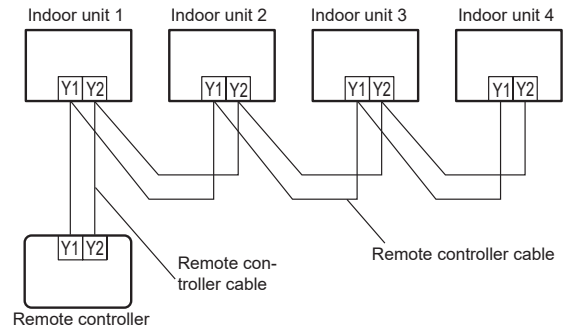 Indoor unit 1 Indoor unit 2 Indoor unit 3 Indoor unit 4
Y1 Y2 Y1 Y2 Y1 Y2 Y1 Y2
Y1 Y2
Remote con-
troller cable
Remote controller cable
Remote controller